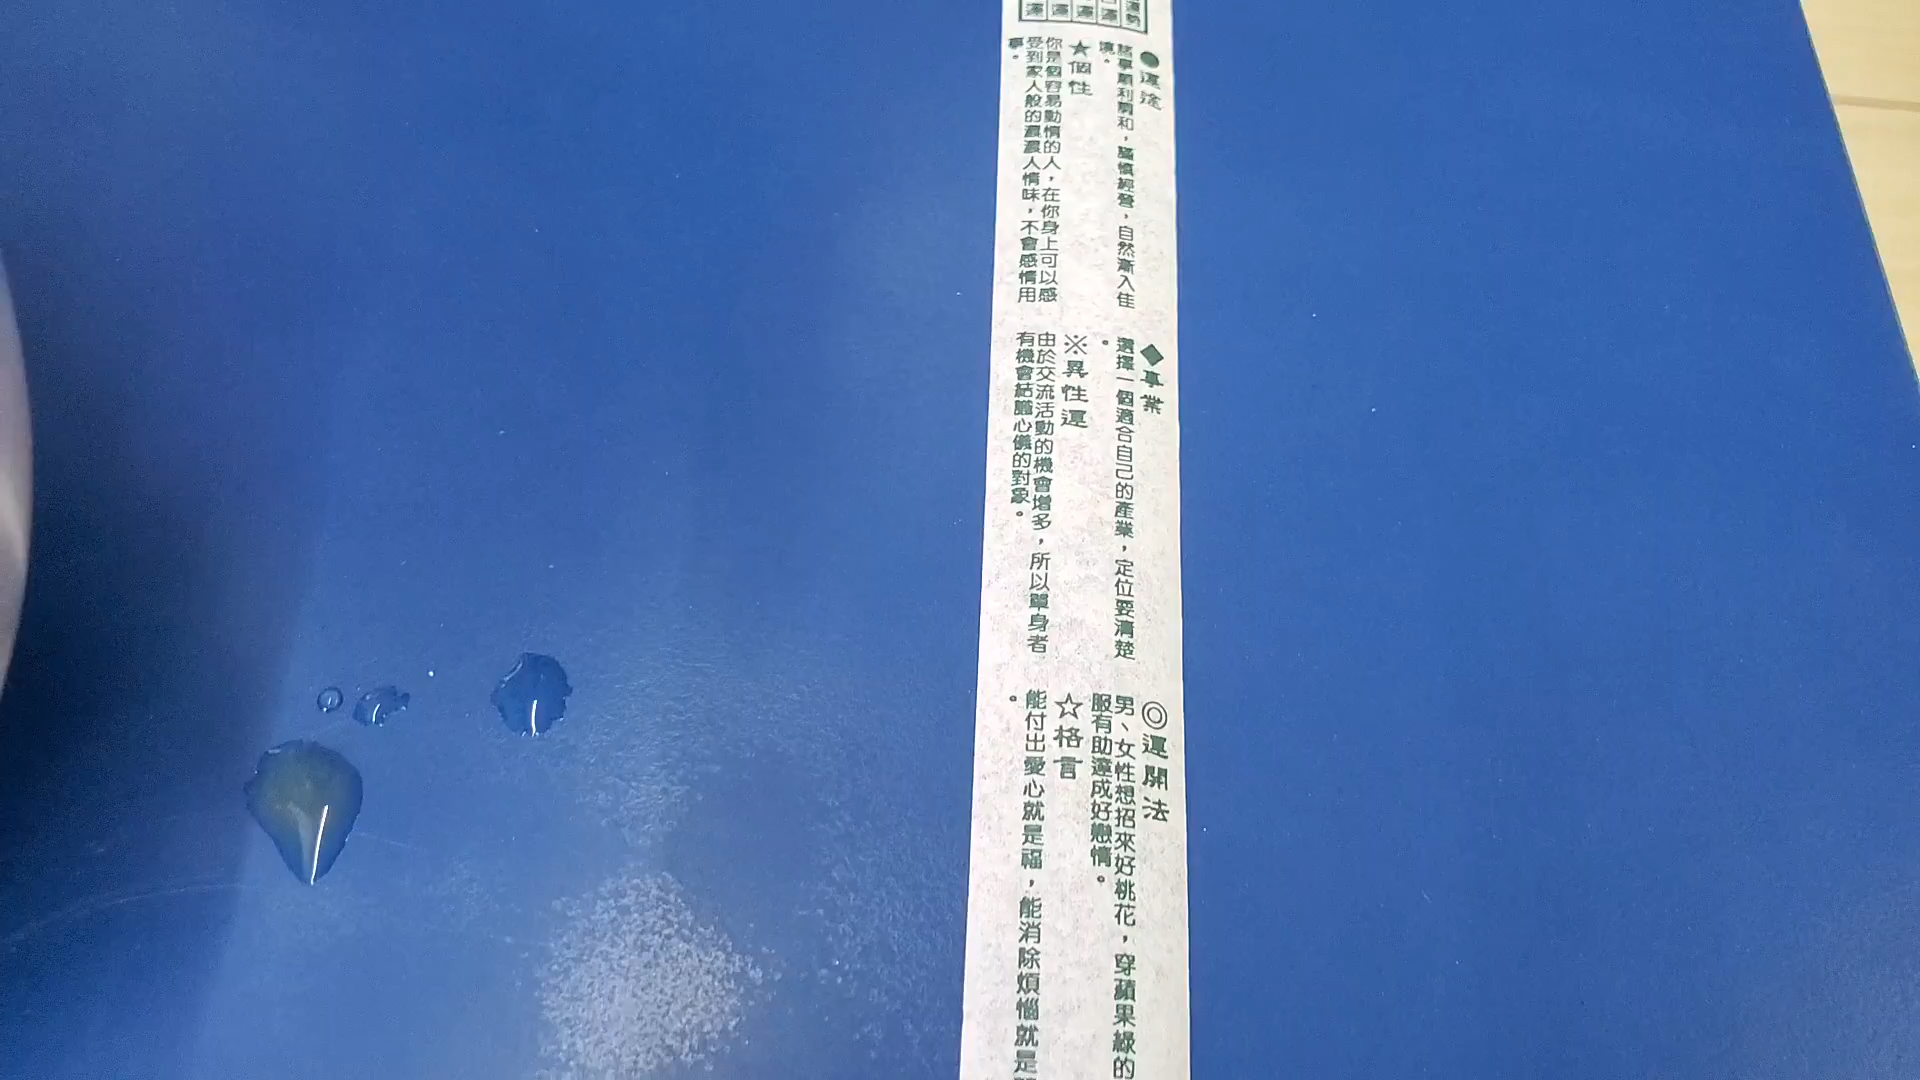 ●運途
諸事順利調和，謹慎經營，自然漸入佳
境。
★個性
你是個容易動情的人，在你身上可以感
受到家人般的濃濃人情味，不會感情用
事。
◆事業
選擇一個適合自己的產業，定位要清楚
。
※異性運
由於交流活動的機會增多，所以單身者
有機會結識心儀的對象。
◎運開法
男、女性想招來好桃花，穿蘋果綠的
服有助達成好戀情。
☆格言
能付出愛心就是福，能消除煩惱就是
。